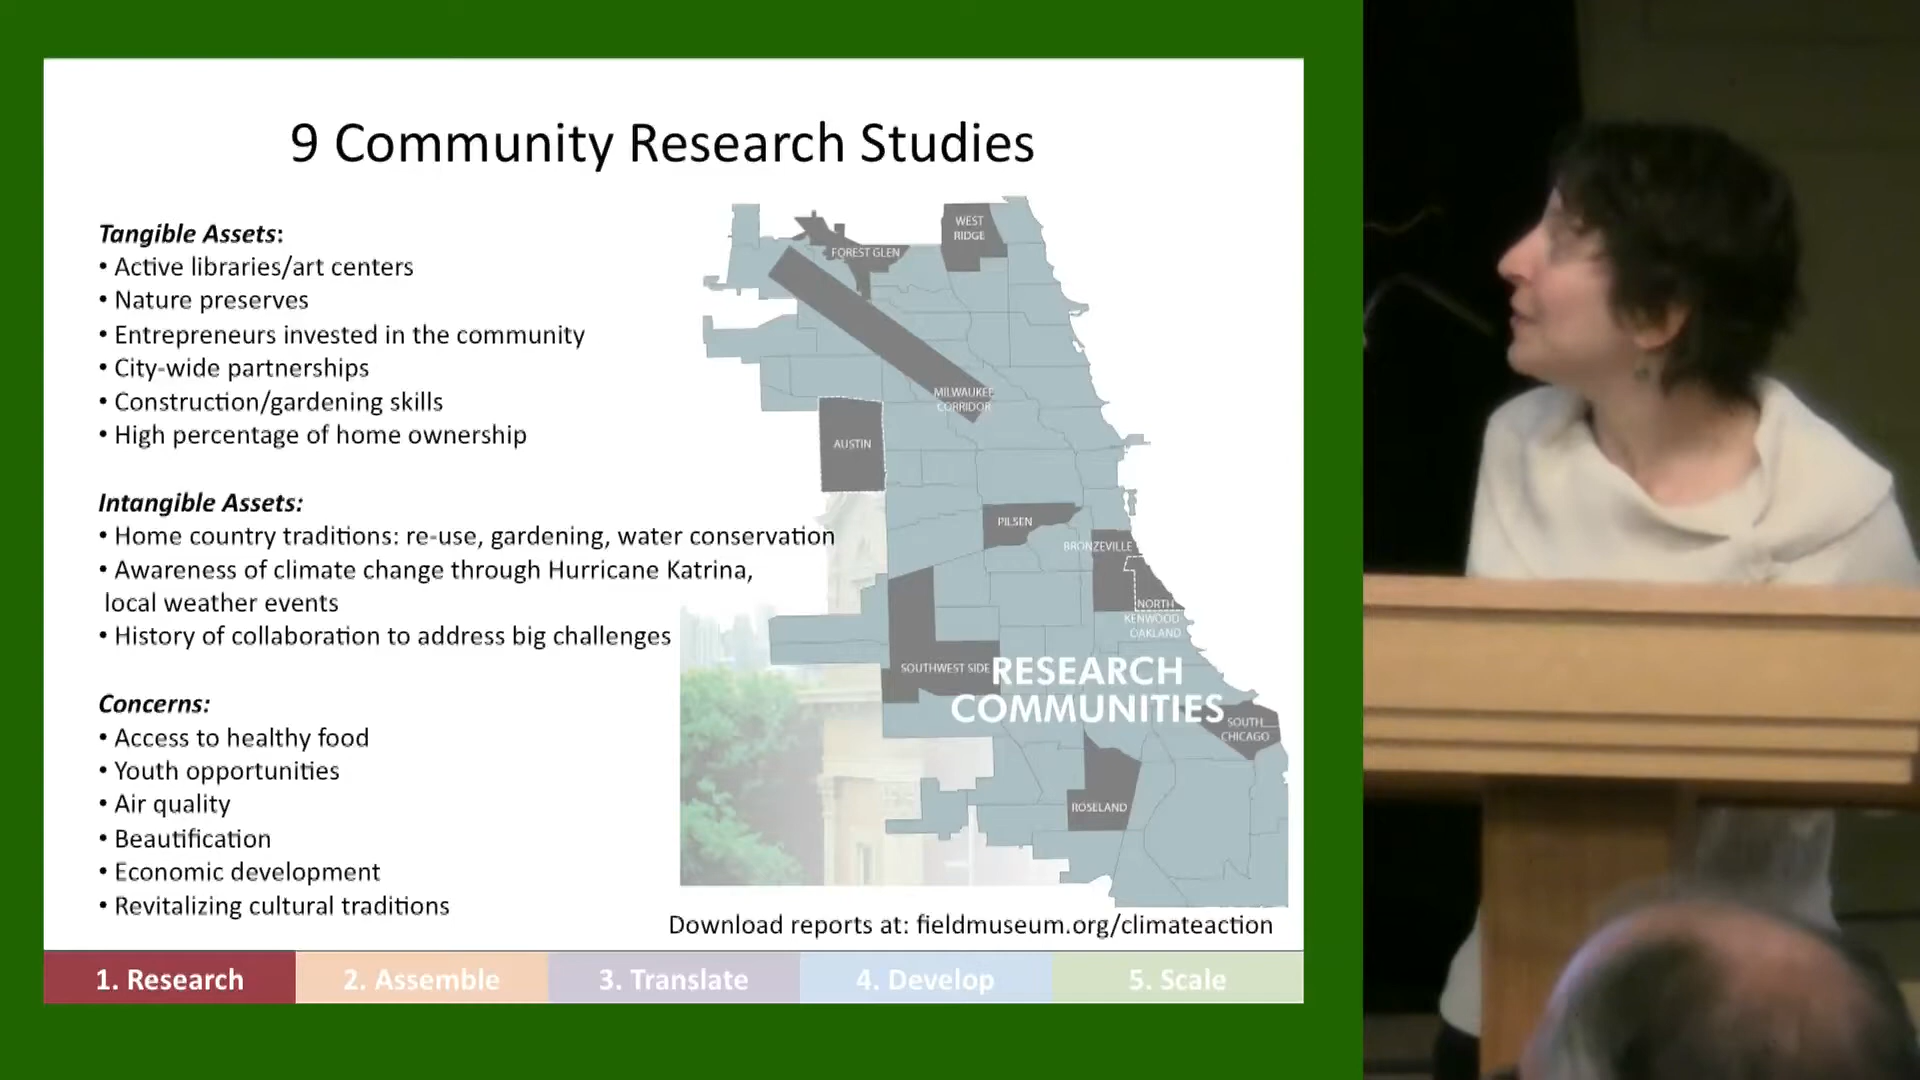 9 Community Research Studies
Tangible Assets:
• Active libraries/art centers
• Nature preserves
• Entrepreneurs invested in the community
• City-wide partnerships
• Construction/gardening skills
• High percentage of home ownership
Intangible Assets:
• Home country traditions: re-use, gardening, water conservation
• Awareness of climate change through Hurricane Katrina,
local weather events
• History of collaboration to address big challenges
Concerns:
• Access to healthy food
• Youth opportunities
• Air quality
• Beautification
• Economic development
• Revitalizing cultural traditions
WEST
RIDGE
FOREST GLEN
MILWAUKEE
CORRIDOR
AUSTIN
PILSEN
BRONZEVILLE
NORTH
KENWOOD
OAKLAND
SOUTHWEST SIDE
RESEARCH
COMMUNITIES
SOUTH
CHICAGO
ROSELAND
Download reports at: fieldmuseum.org/climateaction
1. Research
2. Assemble
3. Translate
4. Develop
5. Scale